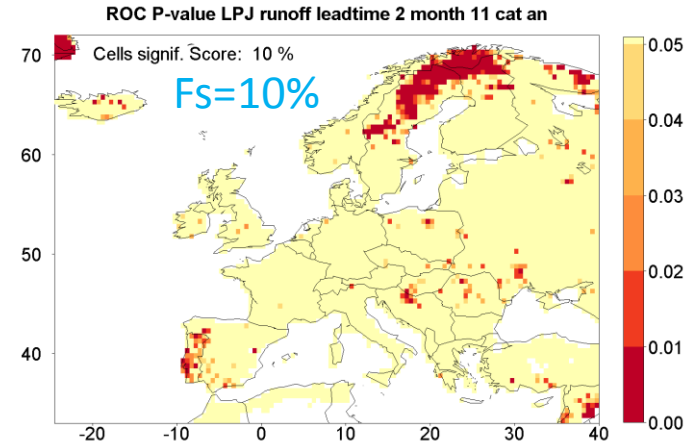 ROC P-value LPJ runoff leadtime 2 month 11 cat an
Cells signif. Score: 10 %
Fs=10%
70
60
50
40
-20 -10 0 10 20 30 40
0.05
0.04
0.03
0.02
0.01
0.00